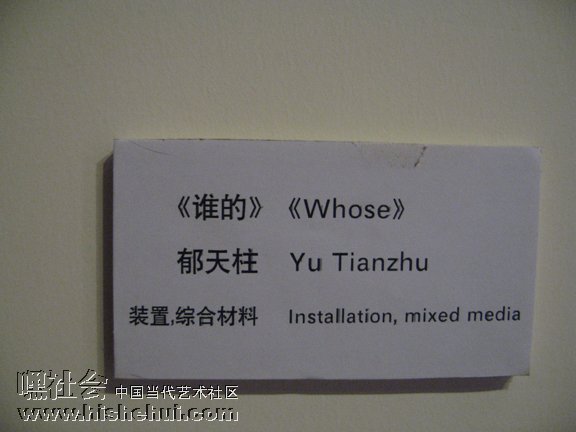 《谁的》 《Whose》
郁天柱 Yu Tianzhu
装置,综合材料 Installation, mixed media
嘿社会 中国当代艺术社区
www.hishehui.com